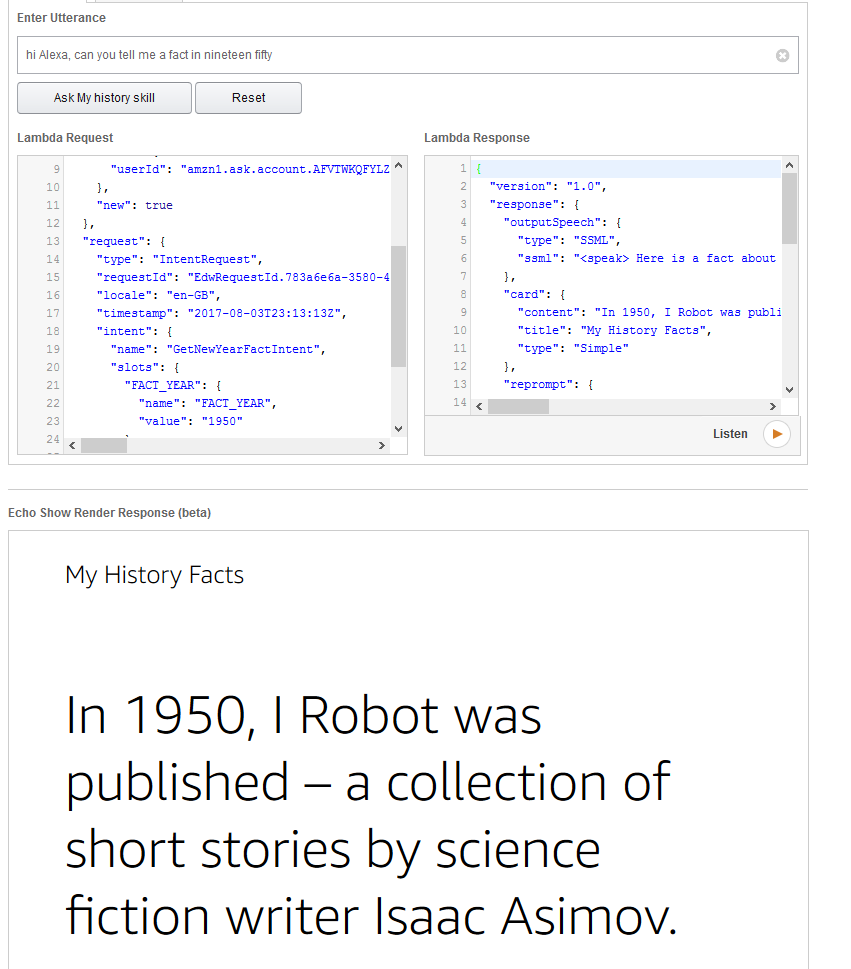 Enter Utterance
hi Alexa, can you tell me a fact in nineteen fifty
Ask My history skill
Reset
Lambda Request
9 "userId": "amzn1.ask.account.AFVTWKQFYLZ
10 },
11 "new": true
12 },
13 "request": {
14 "type": "IntentRequest",
15 "requestId": "EdwRequestId.783a6e6a-3580-4
16 "locale": "en-GB",
17 "timestamp": "2017-08-03T23:13:13Z",
18 "intent": {
19 "name": "GetNewYearFactIntent",
20 "slots": {
21 "FACT_YEAR": {
22 "name": "FACT_YEAR",
23 "value": "1950"
24
Lambda Response
1 {
2 "version": "1.0",
3 "response": {
4 "outputSpeech": {
5 "type": "SSML",
6 "ssml": "<speak> Here is a fact about
7 },
8 "card": {
9 "content": "In 1950, I Robot was publi
10 "title": "My History Facts",
11 "type": "Simple"
12 },
13 "reprompt": {
14
Listen
Echo Show Render Response (beta)
My History Facts
In 1950, I Robot was
published – a collection of
short stories by science
fiction writer Isaac Asimov.